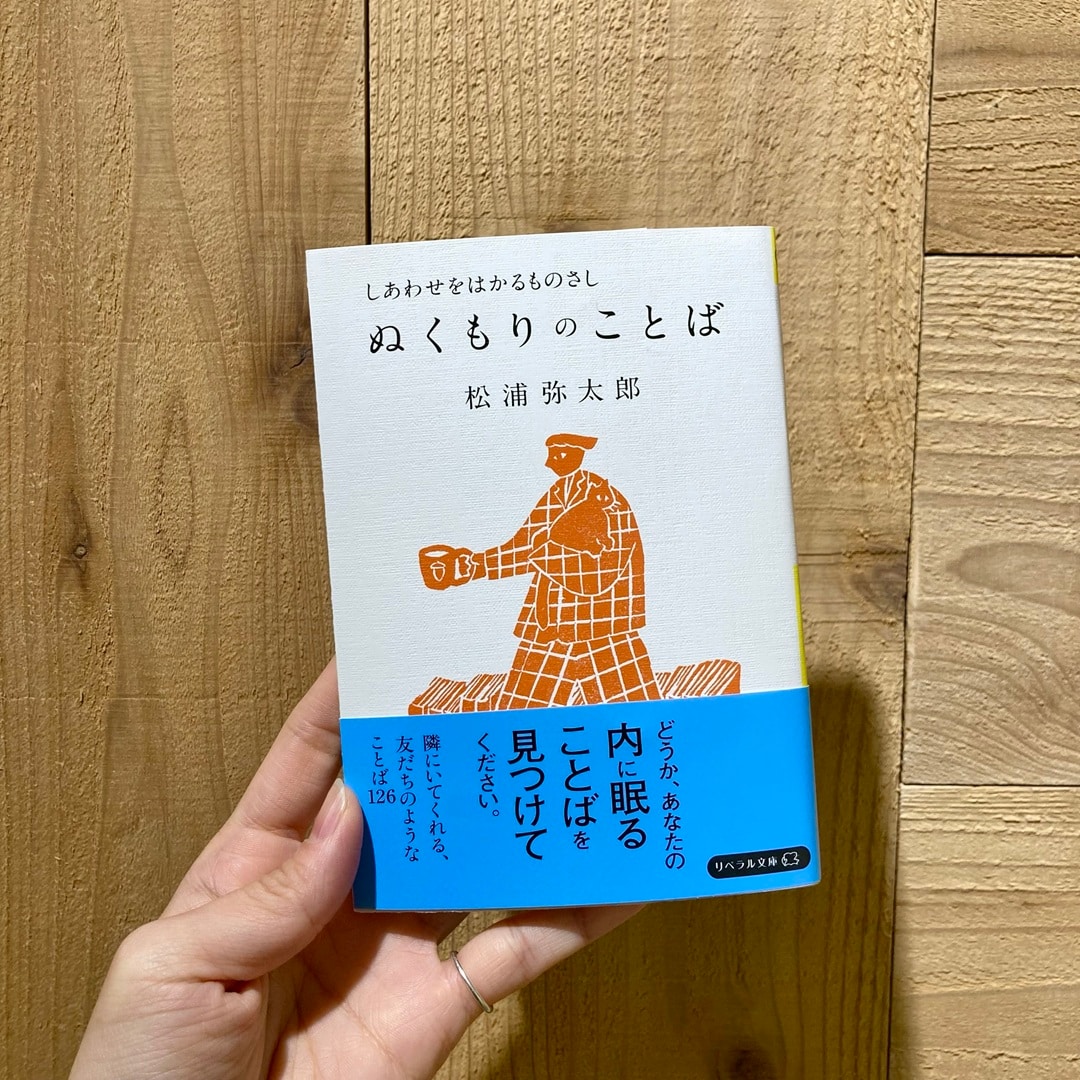 しあわせをはかるものさし
ぬくもりのことば
松浦弥太郎
どうか、あなたの
内に眠る
ことばを
見つけて
ください。
隣にいてくれる、
友だちのような
ことば126
リベラル文庫